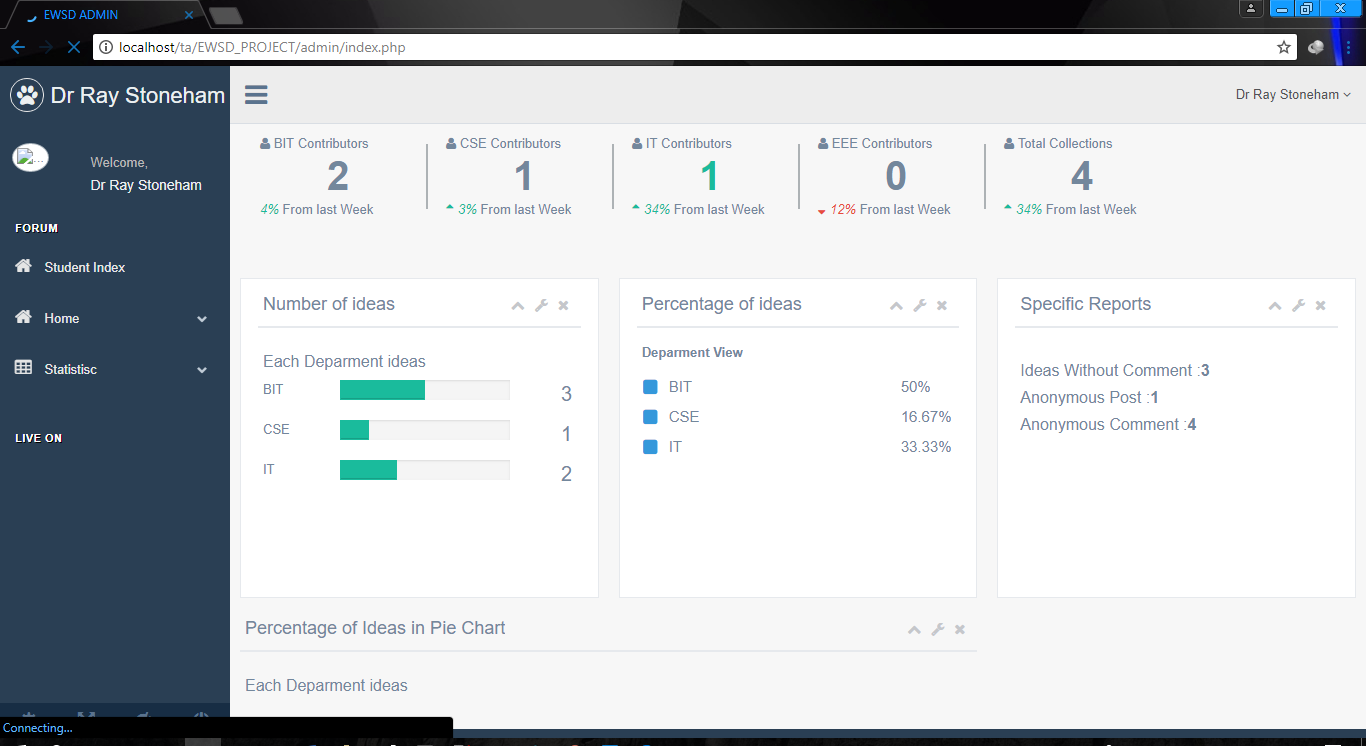 EWSD ADMIN
localhost/ta/EWSD_PROJECT/admin/index.php
Dr Ray Stoneham
Welcome,
Dr Ray Stoneham
FORUM
Student Index
Home
Statistisc
LIVE ON
Dr Ray Stoneham
BIT Contributors
2
4% From last Week
CSE Contributors
1
3% From last Week
IT Contributors
1
34% From last Week
EEE Contributors
0
12% From last Week
Total Collections
4
34% From last Week
Number of ideas
Each Deparment ideas
BIT 3
CSE 1
IT 2
Percentage of ideas
Deparment View
BIT 50%
CSE 16.67%
IT 33.33%
Specific Reports
Ideas Without Comment :3
Anonymous Post :1
Anonymous Comment :4
Percentage of Ideas in Pie Chart
Each Deparment ideas
Connecting...